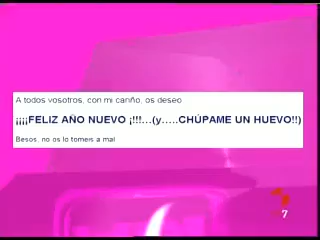 A todos vosotros, con mi cariño, os deseo
¡¡¡¡FELIZ AÑO NUEVO ¡!!!...(y.....CHÚPAME UN HUEVO!!)
Besos, no os lo toméis a mal
7